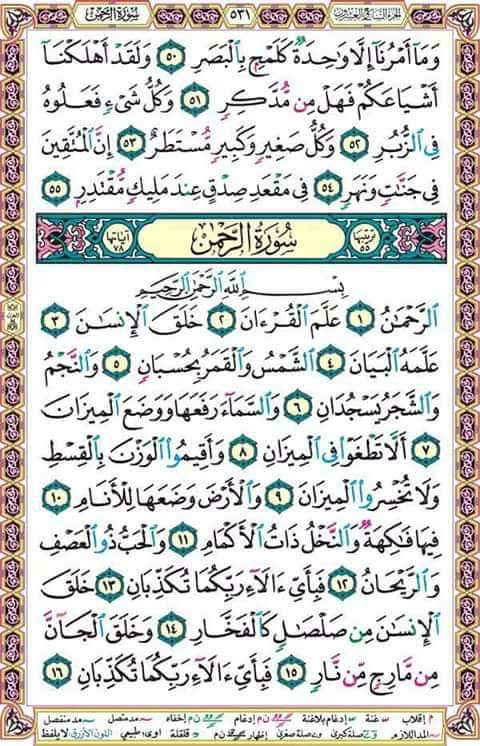 سُورَةُ الرَّحْمٰن ٥٣١ الجزء السابع والعشرون
وَمَآ أَمْرُنَآ إِلَّا وَٰحِدَةٌ كَلَمْحٍۭ بِٱلْبَصَرِ ٥٠ وَلَقَدْ أَهْلَكْنَآ
أَشْيَاعَكُمْ فَهَلْ مِن مُّدَّكِرٍ ٥١ وَكُلُّ شَىْءٍ فَعَلُوهُ
فِى ٱلزُّبُرِ ٥٢ وَكُلُّ صَغِيرٍ وَكَبِيرٍ مُّسْتَطَرٌ ٥٣ إِنَّ ٱلْمُتَّقِينَ
فِى جَنَّٰتٍ وَنَهَرٍ ٥٤ فِى مَقْعَدِ صِدْقٍ عِندَ مَلِيكٍ مُّقْتَدِرٍۭ ٥٥
ترتيبها ٥٥ سُورَةُ الرَّحْمٰن آياتها ٧٨
بِسْمِ ٱللَّهِ ٱلرَّحْمَٰنِ ٱلرَّحِيمِ
ٱلرَّحْمَٰنُ ١ عَلَّمَ ٱلْقُرْءَانَ ٢ خَلَقَ ٱلْإِنسَٰنَ ٣
عَلَّمَهُ ٱلْبَيَانَ ٤ ٱلشَّمْسُ وَٱلْقَمَرُ بِحُسْبَانٍ ٥ وَٱلنَّجْمُ
وَٱلشَّجَرُ يَسْجُدَانِ ٦ وَٱلسَّمَآءَ رَفَعَهَا وَوَضَعَ ٱلْمِيزَانَ
٧ أَلَّا تَطْغَوْا۟ فِى ٱلْمِيزَانِ ٨ وَأَقِيمُوا۟ ٱلْوَزْنَ بِٱلْقِسْطِ
وَلَا تُخْسِرُوا۟ ٱلْمِيزَانَ ٩ وَٱلْأَرْضَ وَضَعَهَا لِلْأَنَامِ ١٠
فِيهَا فَٰكِهَةٌ وَٱلنَّخْلُ ذَاتُ ٱلْأَكْمَامِ ١١ وَٱلْحَبُّ ذُو ٱلْعَصْفِ
وَٱلرَّيْحَانُ ١٢ فَبِأَىِّ ءَالَآءِ رَبِّكُمَا تُكَذِّبَانِ ١٣ خَلَقَ
ٱلْإِنسَٰنَ مِن صَلْصَٰلٍ كَٱلْفَخَّارِ ١٤ وَخَلَقَ ٱلْجَآنَّ
مِن مَّارِجٍ مِّن نَّارٍ ١٥ فَبِأَىِّ ءَالَآءِ رَبِّكُمَا تُكَذِّبَانِ ١٦
م إقلاب غنة إدغام بلاغنة ن م إدغام ن م إخفاء مد متصل مد منفصل
المد اللازم صلة كبرى صلة صغرى إظهار ن م قلقلة اوى: طبيعي اللون الأزرق لا يلفظ